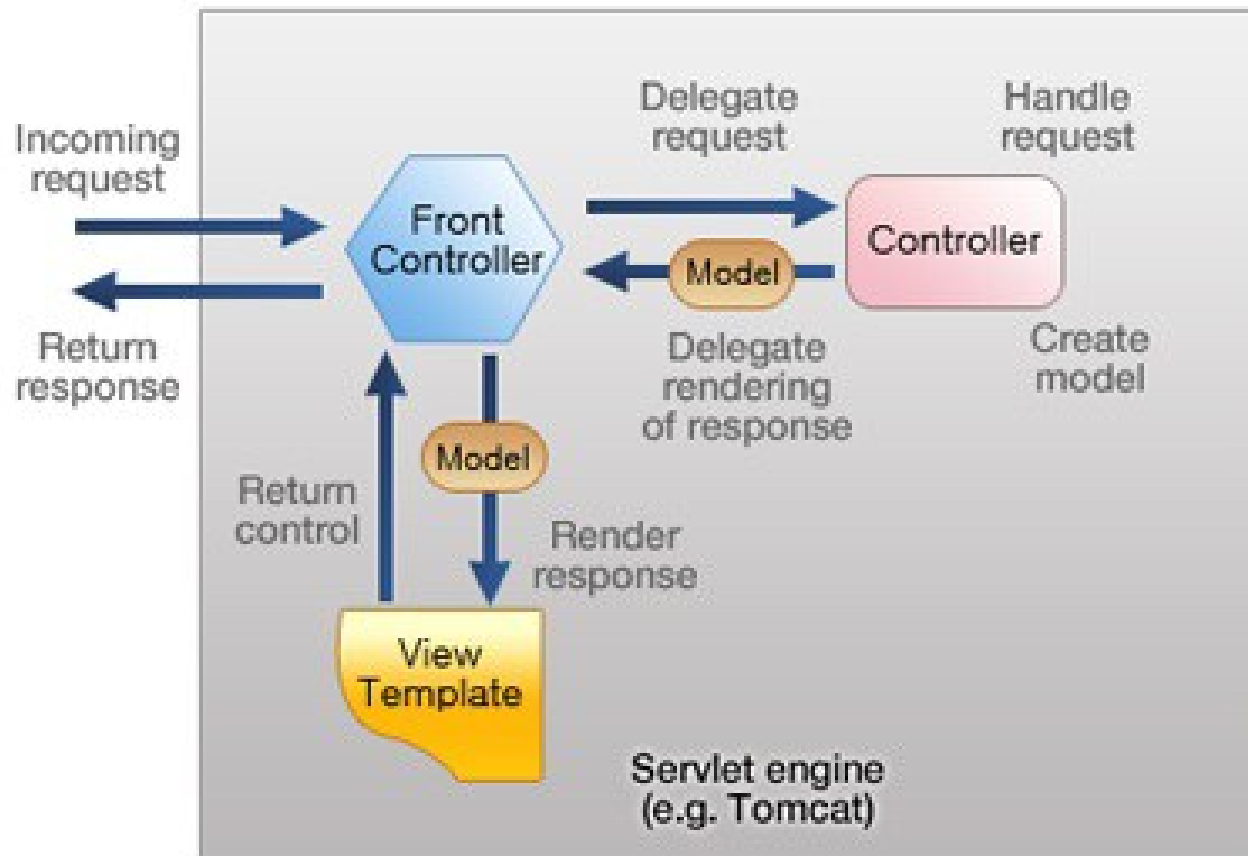 Incoming
request
Return
response
Front
Controller
Delegate
request
Handle
request
Controller
Model
Delegate
rendering
of response
Create
model
Return
control
Model
Render
response
View
Template
Servlet engine
(e.g. Tomcat)